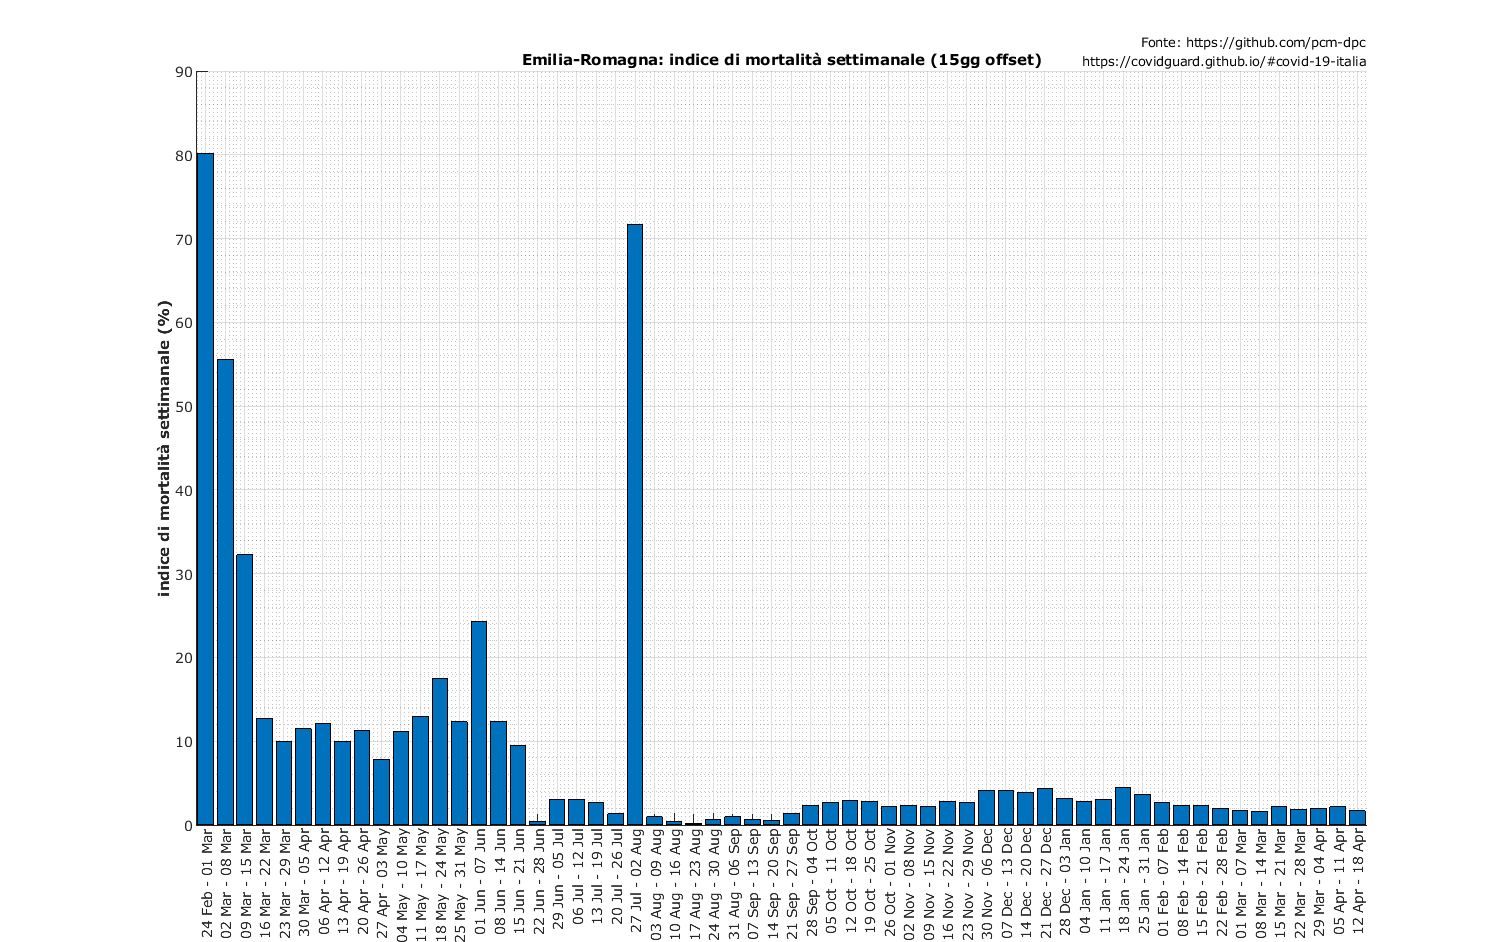 Fonte: https://github.com/pcm-dpc
Emilia-Romagna: indice di mortalità settimanale (15gg offset)
https://covidguard.github.io/#covid-19-italia
indice di mortalità settimanale (%)
90
80
70
60
50
40
30
20
10
0
24 Feb - 01 Mar
02 Mar - 08 Mar
09 Mar - 15 Mar
16 Mar - 22 Mar
23 Mar - 29 Mar
30 Mar - 05 Apr
06 Apr - 12 Apr
13 Apr - 19 Apr
20 Apr - 26 Apr
27 Apr - 03 May
04 May - 10 May
11 May - 17 May
18 May - 24 May
25 May - 31 May
01 Jun - 07 Jun
08 Jun - 14 Jun
15 Jun - 21 Jun
22 Jun - 28 Jun
29 Jun - 05 Jul
06 Jul - 12 Jul
13 Jul - 19 Jul
20 Jul - 26 Jul
27 Jul - 02 Aug
03 Aug - 09 Aug
10 Aug - 16 Aug
17 Aug - 23 Aug
24 Aug - 30 Aug
31 Aug - 06 Sep
07 Sep - 13 Sep
14 Sep - 20 Sep
21 Sep - 27 Sep
28 Sep - 04 Oct
05 Oct - 11 Oct
12 Oct - 18 Oct
19 Oct - 25 Oct
26 Oct - 01 Nov
02 Nov - 08 Nov
09 Nov - 15 Nov
16 Nov - 22 Nov
23 Nov - 29 Nov
30 Nov - 06 Dec
07 Dec - 13 Dec
14 Dec - 20 Dec
21 Dec - 27 Dec
28 Dec - 03 Jan
04 Jan - 10 Jan
11 Jan - 17 Jan
18 Jan - 24 Jan
25 Jan - 31 Jan
01 Feb - 07 Feb
08 Feb - 14 Feb
15 Feb - 21 Feb
22 Feb - 28 Feb
01 Mar - 07 Mar
08 Mar - 14 Mar
15 Mar - 21 Mar
22 Mar - 28 Mar
29 Mar - 04 Apr
05 Apr - 11 Apr
12 Apr - 18 Apr